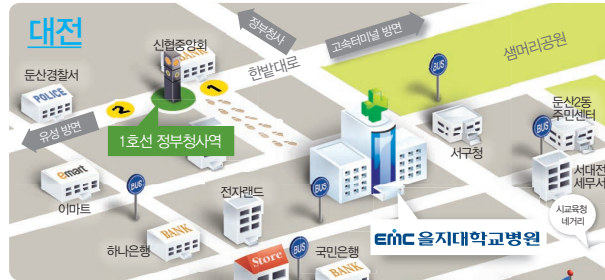 대전
정부청사
고속터미널 방면
신협중앙회
BANK
한밭대로
샘머리공원
둔산경찰서
POLICE
BUS
2
1
둔산2동
주민센터
유성 방면
1호선 정부청사역
BUS
서구청
서대전
세무서
emart
이마트
BUS
전자랜드
BUS
시교육청
네거리
EMC 을지대학교병원
하나은행
BANK
Store
BUS
국민은행
BANK